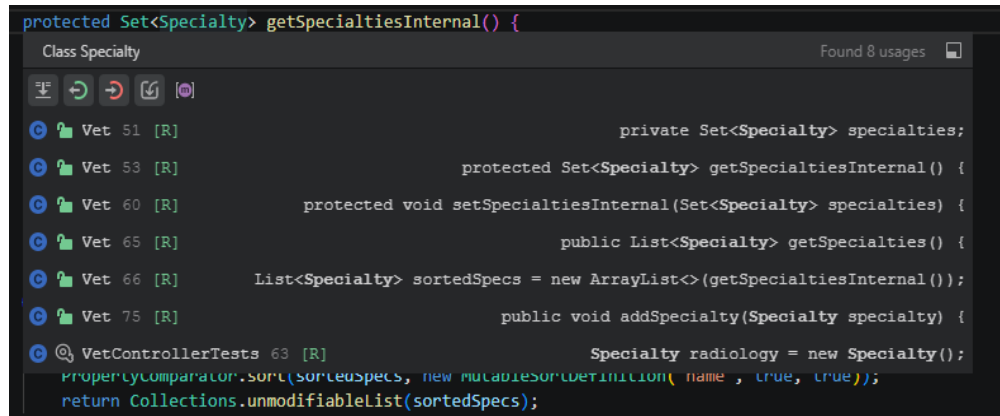 protected Set<Specialty> getSpecialtiesInternal() {
Class Specialty Found 8 usages
[m]
C Vet 51 [R] private Set<Specialty> specialties;
C Vet 53 [R] protected Set<Specialty> getSpecialtiesInternal() {
C Vet 60 [R] protected void setSpecialtiesInternal(Set<Specialty> specialties) {
C Vet 65 [R] public List<Specialty> getSpecialties() {
C Vet 66 [R] List<Specialty> sortedSpecs = new ArrayList<>(getSpecialtiesInternal());
C Vet 75 [R] public void addSpecialty(Specialty specialty) {
C VetControllerTests 63 [R] Specialty radiology = new Specialty();
PropertyComparator.sort(sortedSpecs, new MutableSortDefinition("name", true, true));
return Collections.unmodifiableList(sortedSpecs);